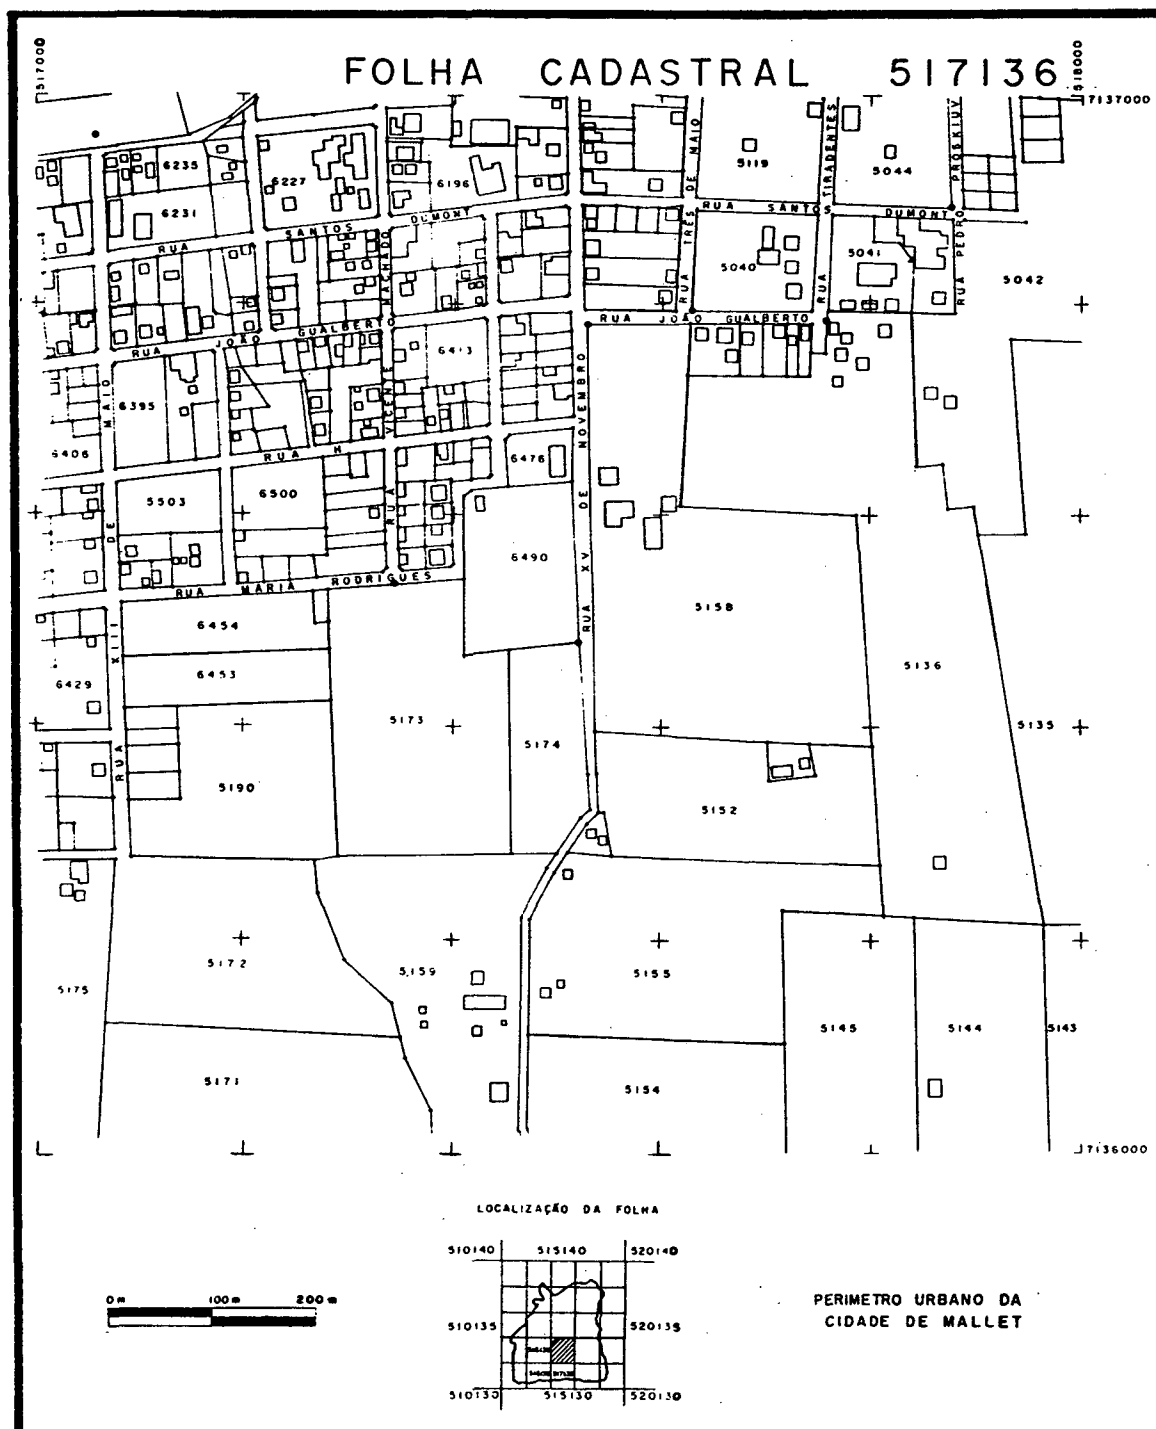 517000
518000
FOLHA CADASTRAL 517136
7137000
6235
6227
6196
5119
5044
6231
RUA SANTOS DUMONT
RUA SANTOS DUMONT
RUA TRÊS DE MAIO
RUA TIRADENTES
RUA PEDRO PROSKIUV
5040
5041
5042
RUA JOÃO GUALBERTO
RUA JOÃO GUALBERTO
RUA VICENE MACHADO
6413
6395
6406
RUA H
6476
5503
6500
6490
RUA XV DE NOVEMBRO
RUA MARIA RODRIGUES
RUA XIII DE MAIO
5158
6454
6453
6429
5136
5173
5174
5135
5190
5152
5172
5159
5155
5175
5145
5144
5143
5171
5154
7136000
LOCALIZAÇÃO DA FOLHA
510140 515140 520140
0m 100m 200m
510135 520135
510130 515130 520130
PERIMETRO URBANO DA
CIDADE DE MALLET